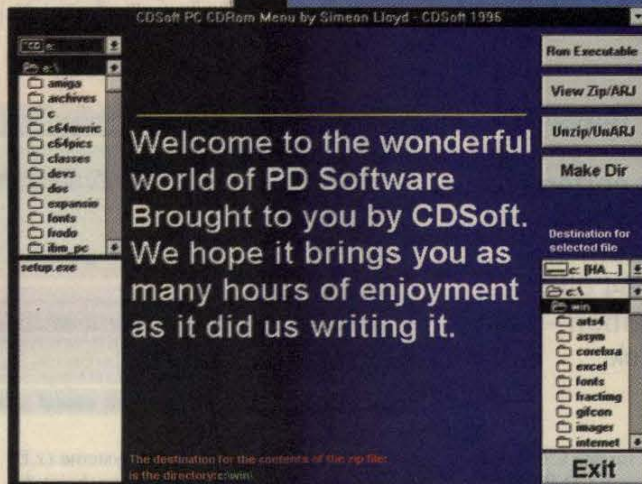 CDSoft PC CDRom Menu by Simeon Lloyd - CDSoft 1996
e:
e:\
amiga
archives
c
c64music
c64pics
classes
devs
dos
expansio
fonts
frodo
ibm_pc
setup.exe
Welcome to the wonderful
world of PD Software
Brought to you by CDSoft.
We hope it brings you as
many hours of enjoyment
as it did us writing it.
The destination for the contents of the zip file:
is the directory:c:\win\
Run Executable
View Zip/ARJ
Unzip/UnARJ
Make Dir
Destination for
selected file
c: [HA...]
c:\
win
arts4
asym
excel
fonts
fractimg
gifcon
imager
internet
Exit